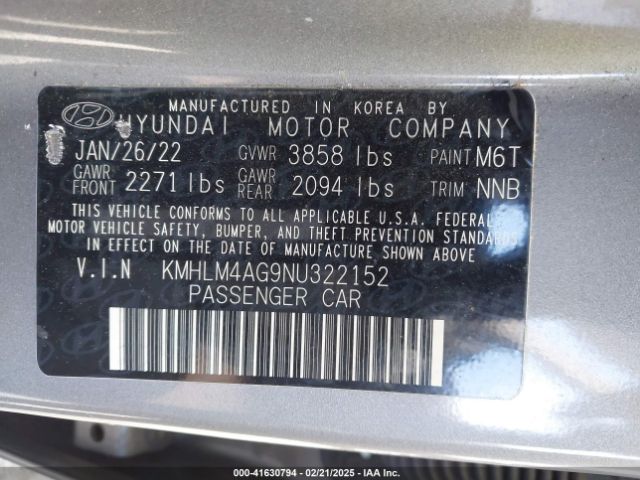 MANUFACTURED IN KOREA BY
HYUNDAI MOTOR COMPANY
JAN/26/22 GVWR 3858 lbs PAINT M6T
GAWR FRONT 2271 lbs GAWR REAR 2094 lbs TRIM NNB
THIS VEHICLE CONFORMS TO ALL APPLICABLE U.S.A. FEDERAL
MOTOR VEHICLE SAFETY, BUMPER, AND THEFT PREVENTION STANDARDS
IN EFFECT ON THE DATE OF MANUFACTURE SHOWN ABOVE
V.I.N KMHLM4AG9NU322152
PASSENGER CAR
000-41630794 - 02/21/2025 - IAA Inc.